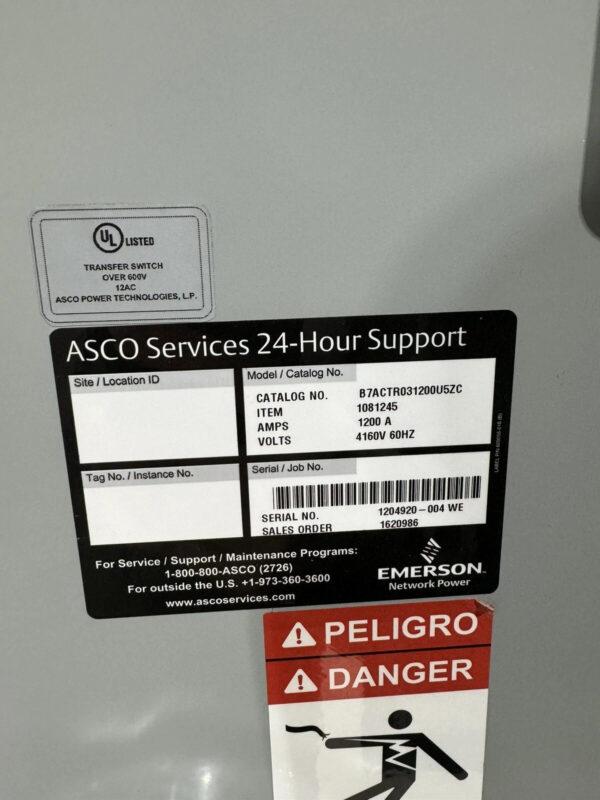 UL LISTED
TRANSFER SWITCH
OVER 600V
12AC
ASCO POWER TECHNOLOGIES, L.P.
ASCO Services 24-Hour Support
Site / Location ID
Model / Catalog No.
CATALOG NO. B7ACTR031200U5ZC
ITEM 1081245
AMPS 1200 A
VOLTS 4160V 60HZ
Tag No. / Instance No.
Serial / Job No.
SERIAL NO. 1204920-004 WE
SALES ORDER 1620986
For Service / Support / Maintenance Programs:
1-800-800-ASCO (2726)
For outside the U.S. +1-973-360-3600
www.ascoservices.com
EMERSON
Network Power
PELIGRO
DANGER